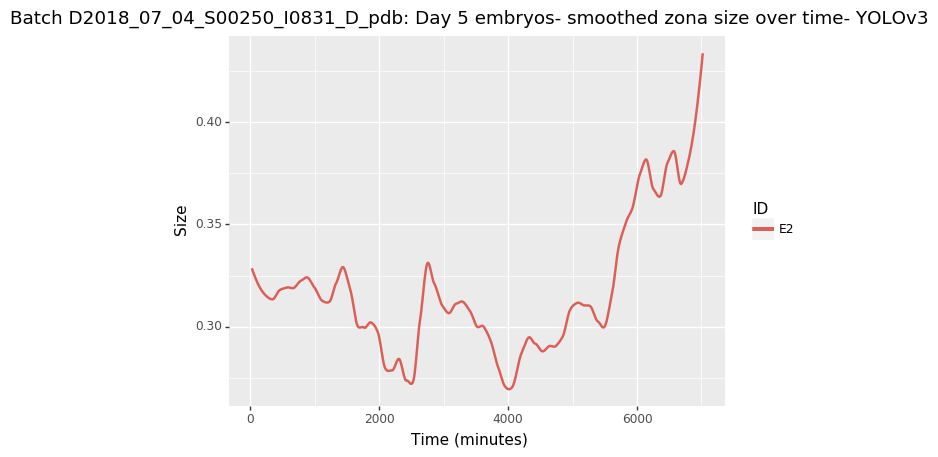 Batch D2018_07_04_S00250_I0831_D_pdb: Day 5 embryos- smoothed zona size over time- YOLOv3
0.40
0.35
0.30
Size
0
2000
4000
6000
Time (minutes)
ID
E2